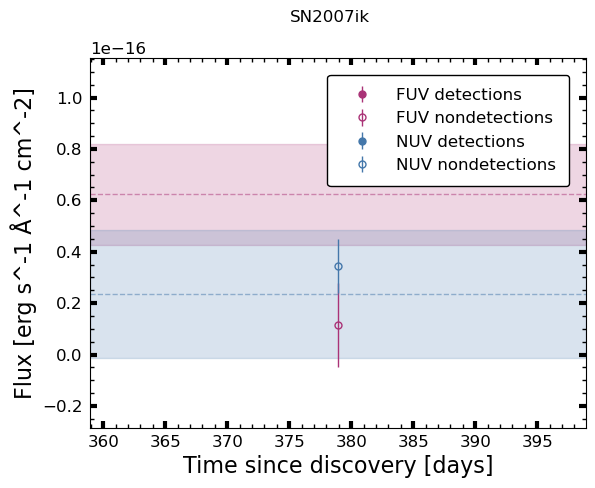 SN2007ik
1e−16
FUV detections
FUV nondetections
NUV detections
NUV nondetections
1.0
0.8
0.6
0.4
0.2
0.0
−0.2
Flux [erg s^-1 Å^-1 cm^-2]
360 365 370 375 380 385 390 395
Time since discovery [days]